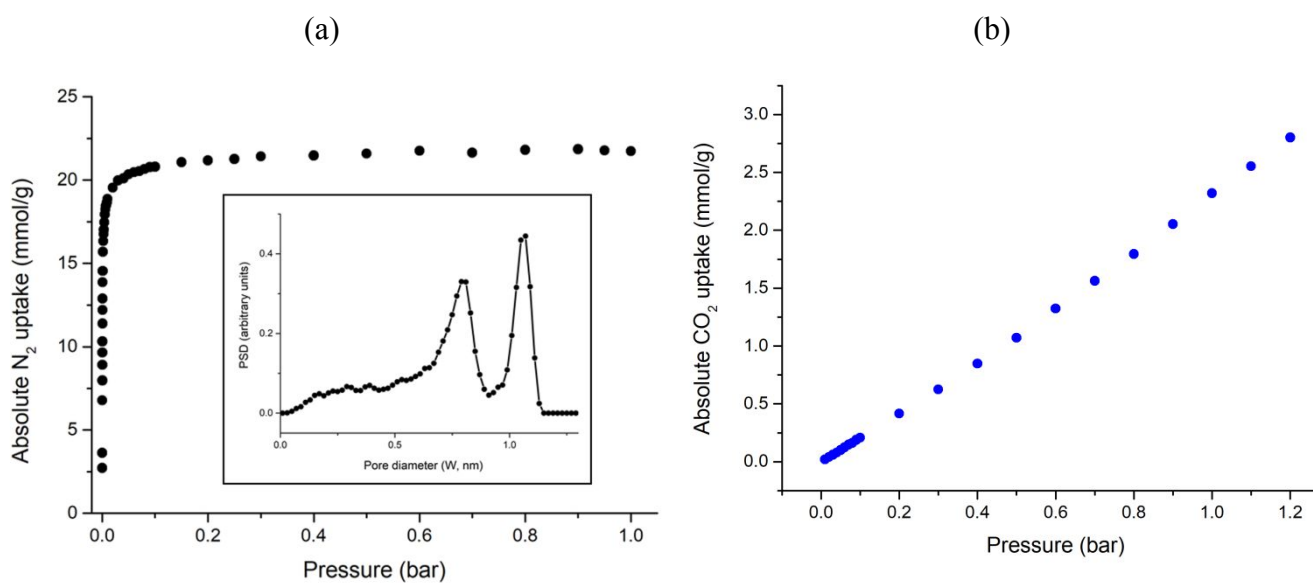 (a)
(b)
Absolute N2 uptake (mmol/g)
25
20
15
10
7.5
5
2.5
0
0.0 0.2 0.4 0.6 0.8 1.0
Pressure (bar)
PSD (arbitrary units)
0.4
0.2
0.0
0.0 0.5 1.0
Pore diameter (W, nm)
Absolute CO2 uptake (mmol/g)
3.0
2.5
2.0
1.5
1.0
0.5
0.0
0.0 0.2 0.4 0.6 0.8 1.0 1.2
Pressure (bar)